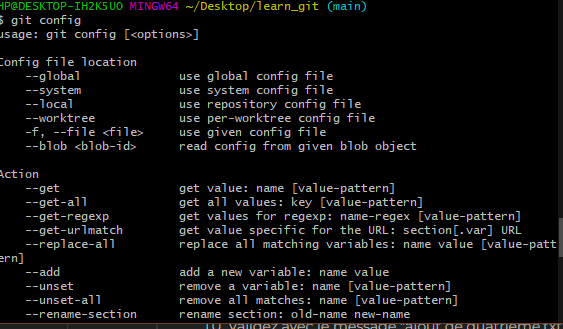 HP@DESKTOP-IH2K5U0 MINGW64 ~/Desktop/learn_git (main)
$ git config
usage: git config [<options>]
Config file location
--global use global config file
--system use system config file
--local use repository config file
--worktree use per-worktree config file
-f, --file <file> use given config file
--blob <blob-id> read config from given blob object
Action
--get get value: name [value-pattern]
--get-all get all values: key [value-pattern]
--get-regexp get values for regexp: name-regex [value-pattern]
--get-urlmatch get value specific for the URL: section[.var] URL
--replace-all replace all matching variables: name value [value-patt
ern]
--add add a new variable: name value
--unset remove a variable: name [value-pattern]
--unset-all remove all matches: name [value-pattern]
--rename-section rename section: old-name new-name